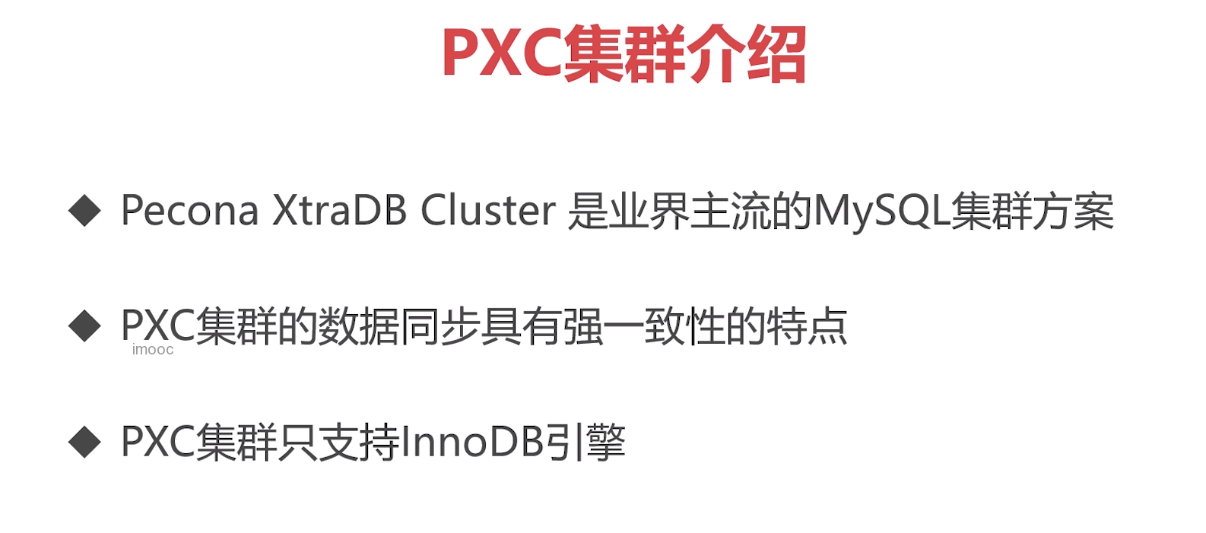 PXC集群介绍
◆ Pecona XtraDB Cluster 是业界主流的MySQL集群方案
◆ PXC集群的数据同步具有强一致性的特点
imooc
◆ PXC集群只支持InnoDB引擎